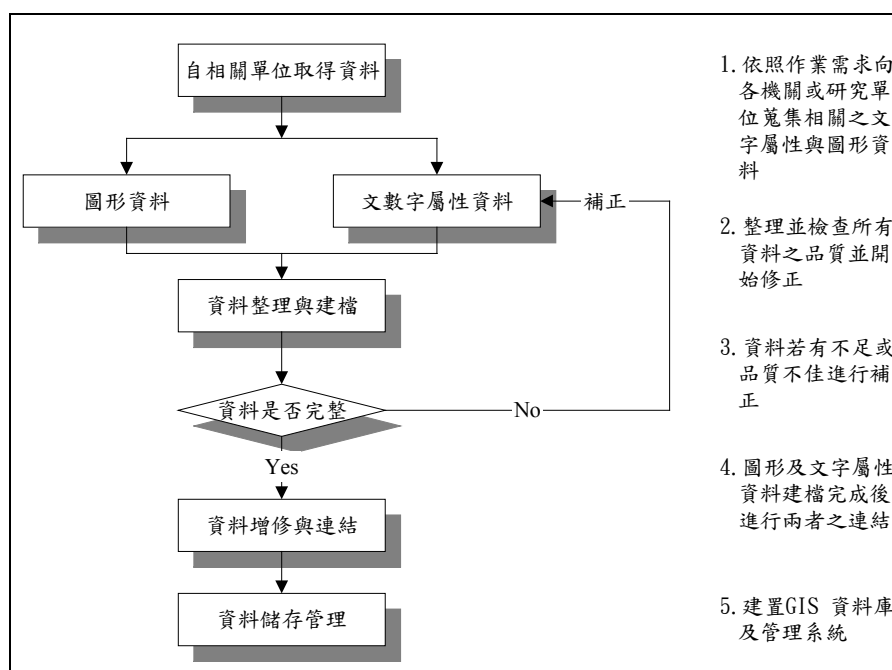 自相關單位取得資料
圖形資料
文數字屬性資料
補正
資料整理與建檔
資料是否完整
No
Yes
資料增修與連結
資料儲存管理
1.依照作業需求向
各機關或研究單
位蒐集相關之文
字屬性與圖形資
料
2.整理並檢查所有
資料之品質並開
始修正
3.資料若有不足或
品質不佳進行補
正
4.圖形及文字屬性
資料建檔完成後
進行兩者之連結
5.建置GIS 資料庫
及管理系統